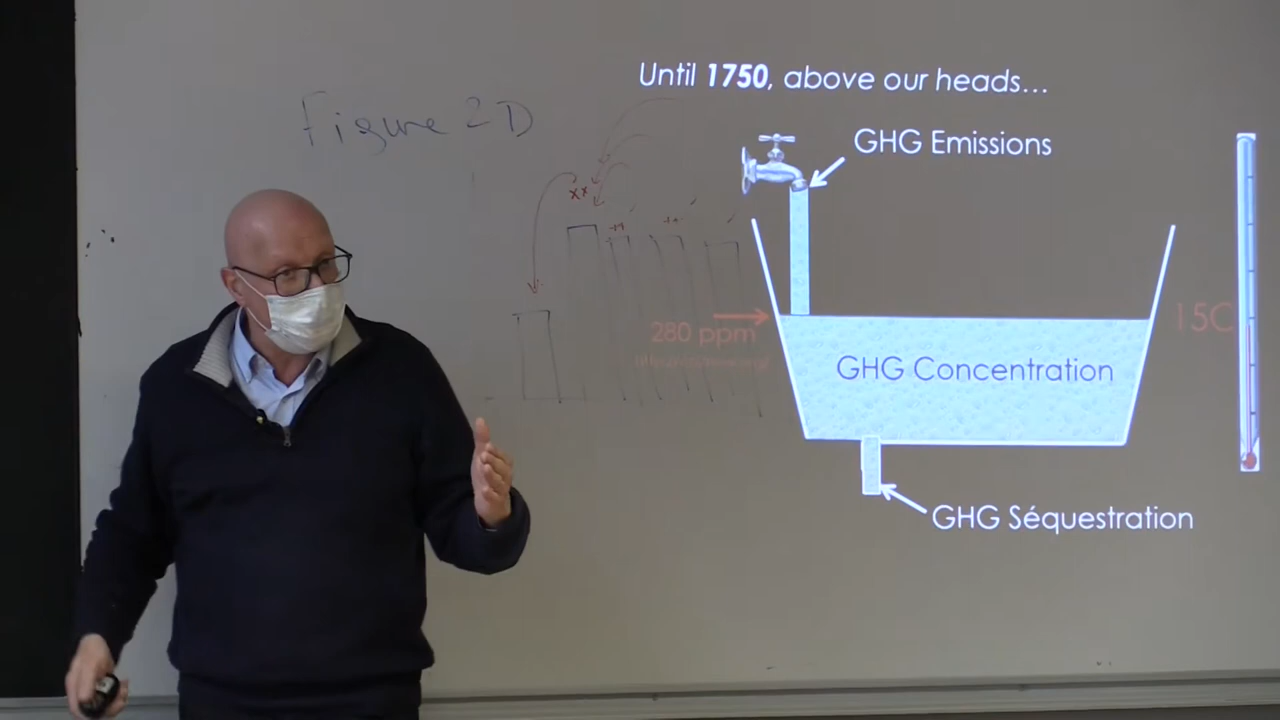 Until 1750, above our heads...
GHG Emissions
Figure 2D
280 ppm
15C
GHG Concentration
GHG Séquestration